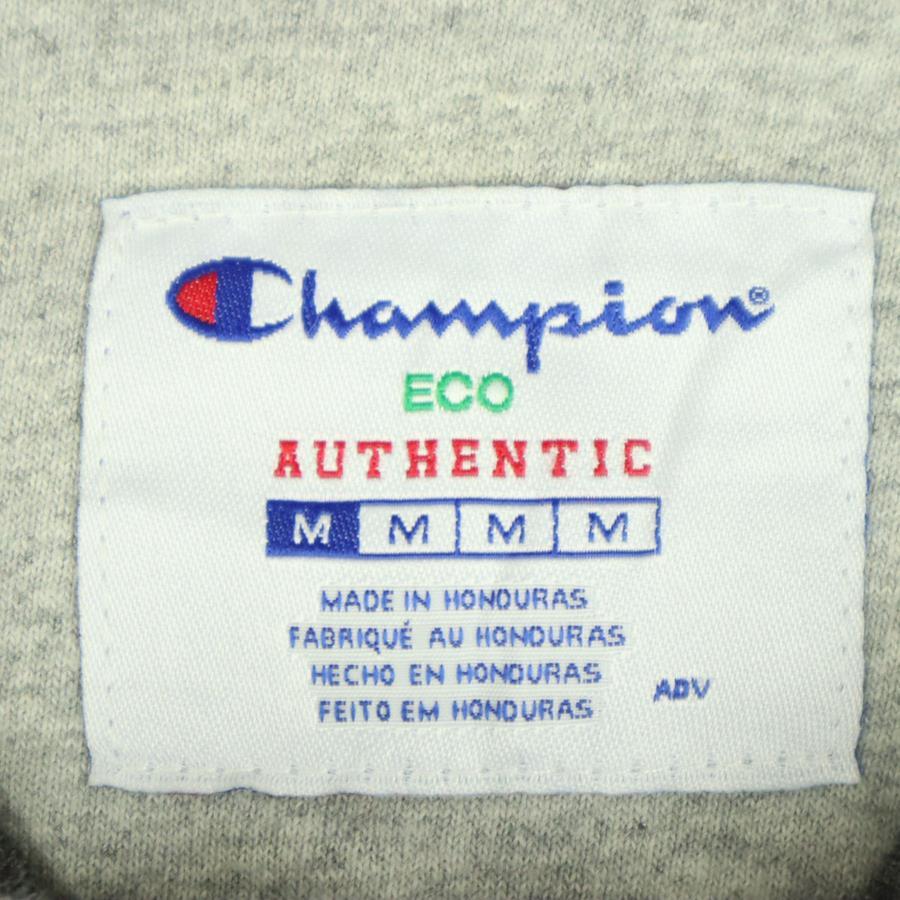 Champion®
ECO
AUTHENTIC
M M M M
MADE IN HONDURAS
FABRIQUÉ AU HONDURAS
HECHO EN HONDURAS
FEITO EM HONDURAS
ADV